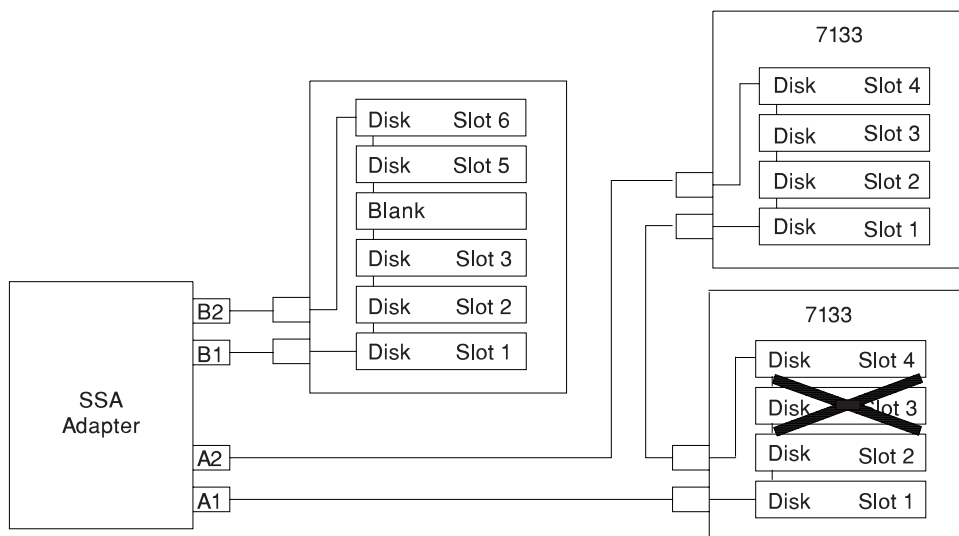 7133
Disk Slot 4
Disk Slot 3
Disk Slot 2
Disk Slot 1
Disk Slot 6
Disk Slot 5
Blank
Disk Slot 3
Disk Slot 2
Disk Slot 1
SSA
Adapter
B2
B1
A2
A1
7133
Disk Slot 4
Disk Slot 3
Disk Slot 2
Disk Slot 1